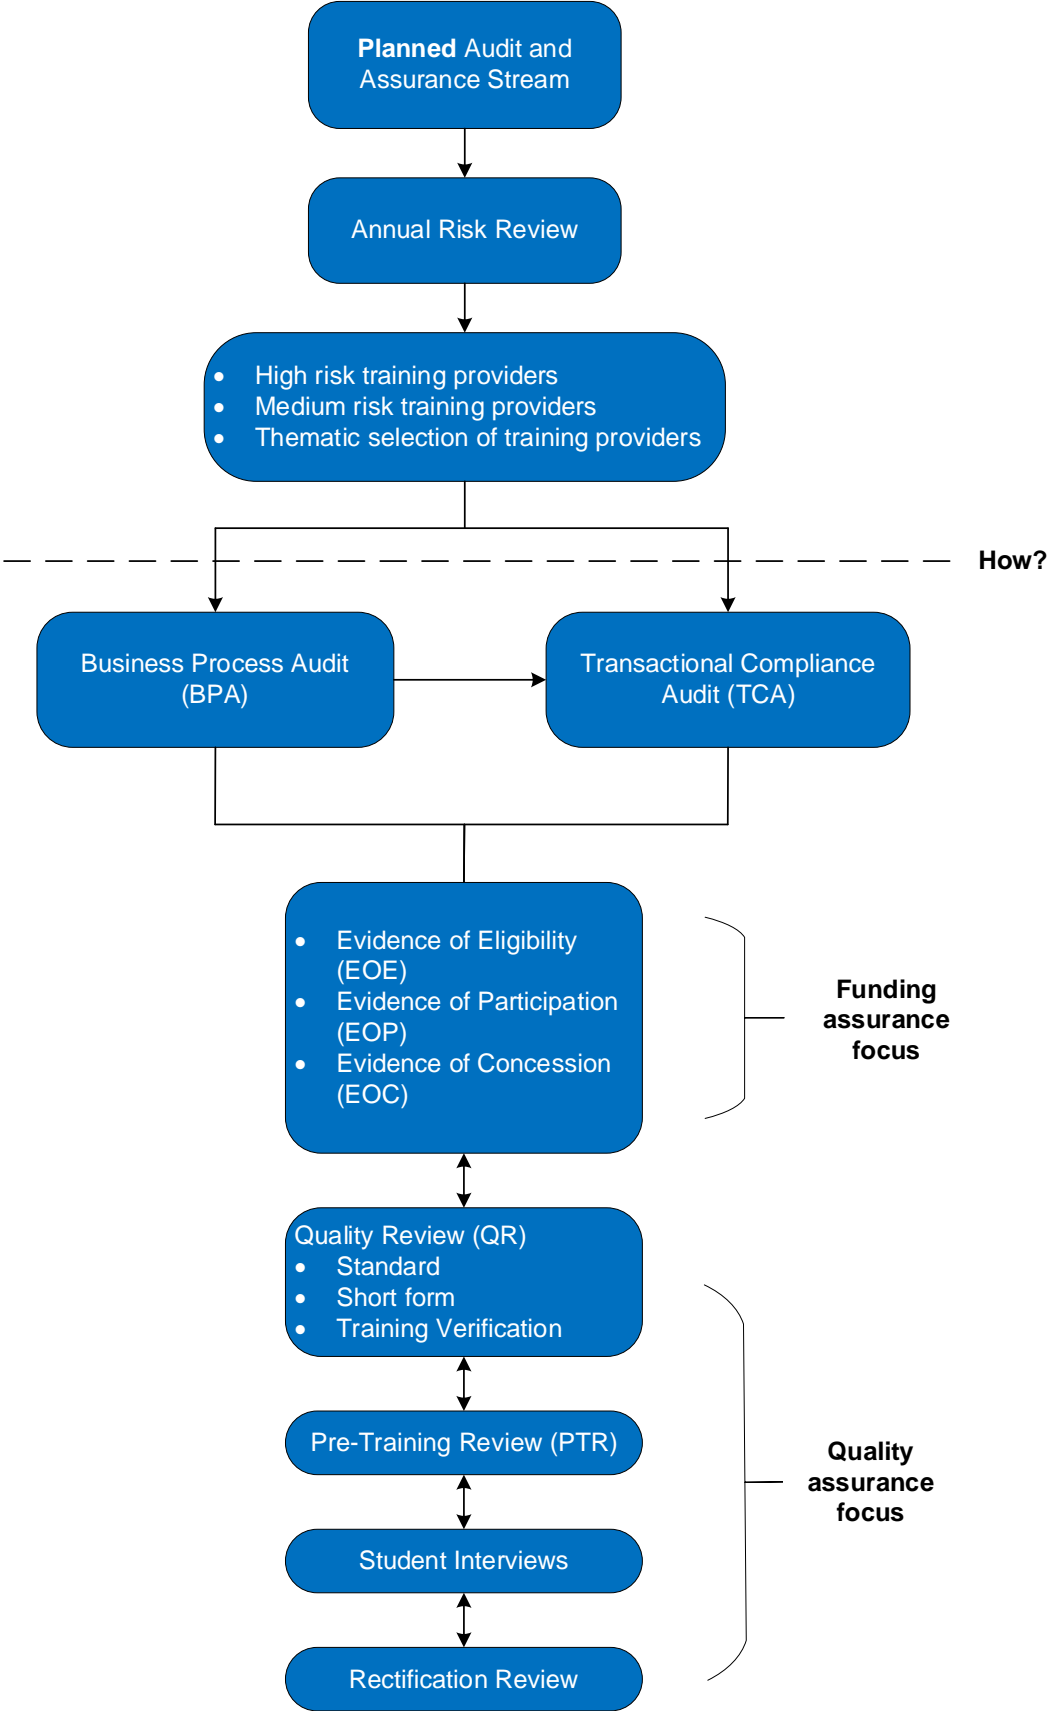 Planned Audit and
Assurance Stream
Annual Risk Review
• High risk training providers
• Medium risk training providers
• Thematic selection of training providers
How?
Business Process Audit
(BPA)
Transactional Compliance
Audit (TCA)
• Evidence of Eligibility
(EOE)
• Evidence of Participation
(EOP)
• Evidence of Concession
(EOC)
Funding
assurance
focus
Quality Review (QR)
• Standard
• Short form
• Training Verification
Pre-Training Review (PTR)
Quality
assurance
focus
Student Interviews
Rectification Review